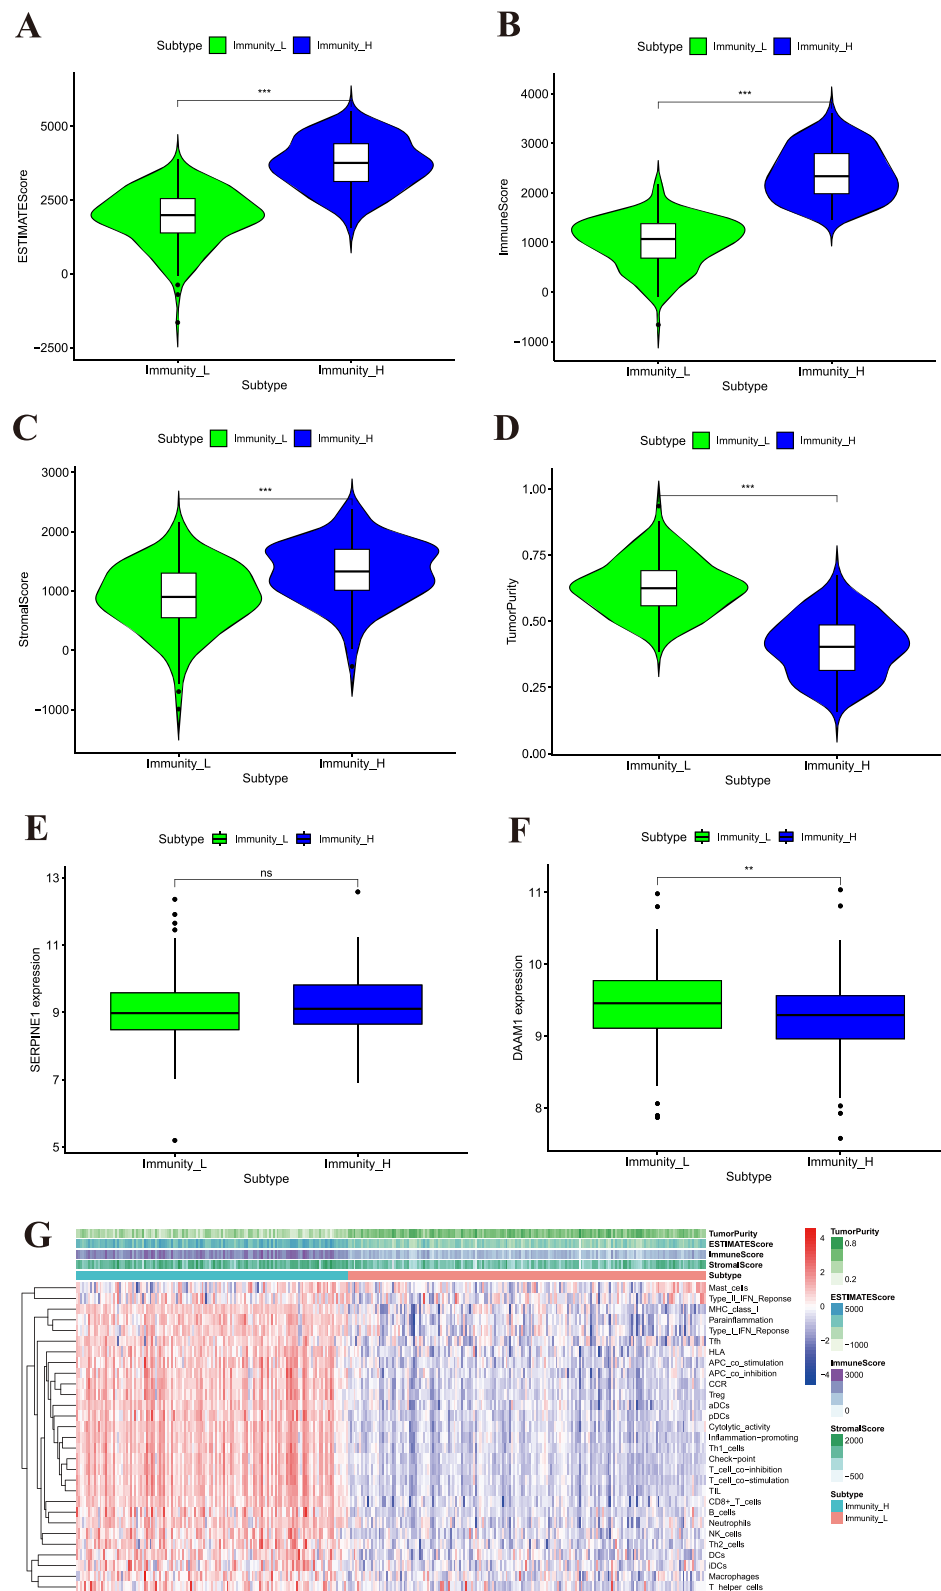 A
Subtype Immunity_L Immunity_H
***
ESTIMATEScore
5000
2500
0
−2500
Immunity_L Immunity_H
Subtype
B
Subtype Immunity_L Immunity_H
***
ImmuneScore
4000
3000
2000
1000
0
−1000
Immunity_L Immunity_H
Subtype
C
Subtype Immunity_L Immunity_H
***
StromalScore
3000
2000
1000
0
−1000
Immunity_L Immunity_H
Subtype
D
Subtype Immunity_L Immunity_H
***
TumorPurity
1.00
0.75
0.50
0.25
0.00
Immunity_L Immunity_H
Subtype
E
Subtype Immunity_L Immunity_H
ns
SERPINE1 expression
13
11
9
7
5
Immunity_L Immunity_H
Subtype
F
Subtype Immunity_L Immunity_H
**
DAAM1 expression
11
10
9
8
Immunity_L Immunity_H
Subtype
G
TumorPurity
ESTIMATEScore
ImmuneScore
StromalScore
Subtype
Mast_cells
Type_II_IFN_Reponse
MHC_class_I
Parainflammation
Type_I_IFN_Reponse
Tfh
HLA
APC_co_stimulation
APC_co_inhibition
CCR
Treg
aDCs
pDCs
Cytolytic_activity
Inflammation−promoting
Th1_cells
Check−point
T_cell_co−inhibition
T_cell_co−stimulation
TIL
CD8+_T_cells
B_cells
Neutrophils
NK_cells
Th2_cells
DCs
iDCs
Macrophages
T_helper_cells
4
2
0
−2
−4
TumorPurity
0.8
0.2
ESTIMATEScore
5000
−1000
ImmuneScore
3000
0
StromalScore
2000
−500
Subtype
Immunity_H
Immunity_L